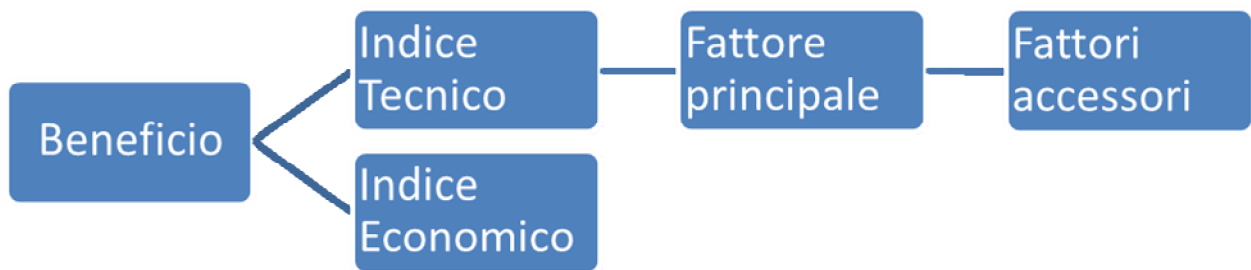 Beneficio
Indice
Tecnico
Fattore
principale
Fattori
accessori
Indice
Economico